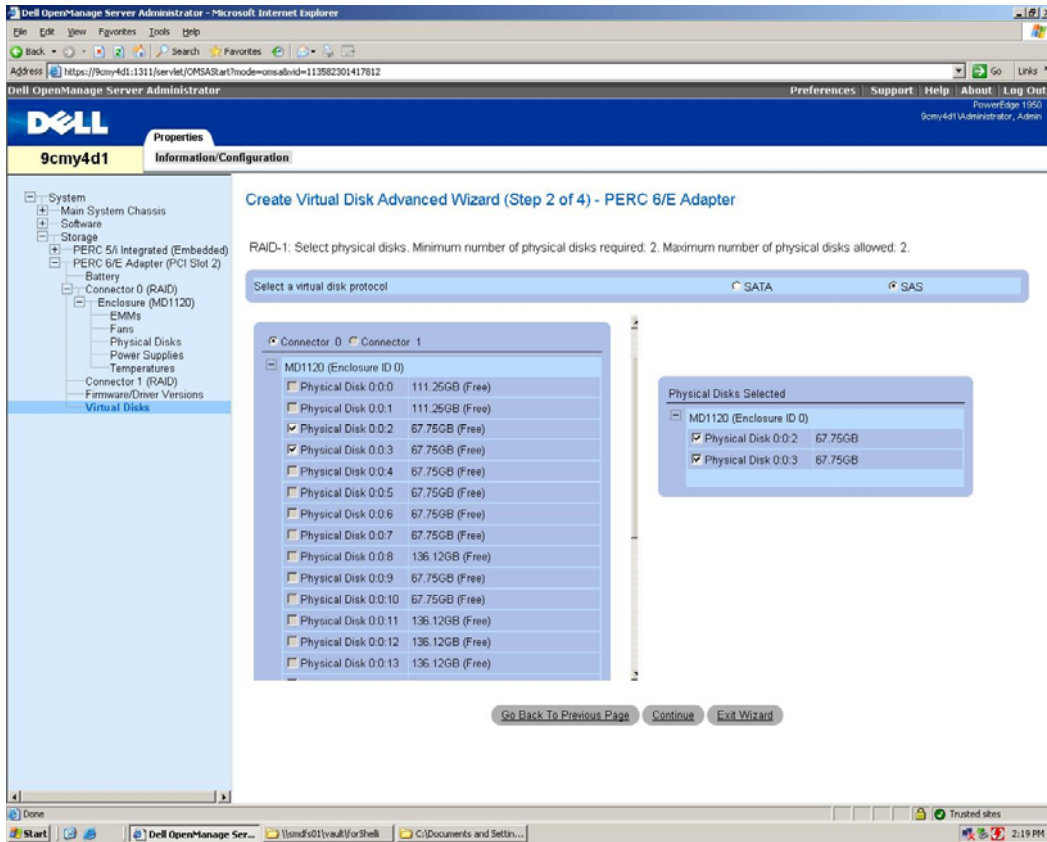 Dell OpenManage Server Administrator - Microsoft Internet Explorer
File Edit View Favorites Tools Help
Back Search Favorites
Address https://9cmy4d1:1311/servlet/OMSAStart?mode=omsa&vid=113582301417812 Go Links
Dell OpenManage Server Administrator Preferences Support Help About Log Out
PowerEdge 1950
9cmy4d1\Administrator, Admin
DELL
Properties
9cmy4d1 Information/Configuration
System
Main System Chassis
Software
Storage
PERC 5/i Integrated (Embedded)
PERC 6/E Adapter (PCI Slot 2)
Battery
Connector 0 (RAID)
Enclosure (MD1120)
EMMs
Fans
Physical Disks
Power Supplies
Temperatures
Connector 1 (RAID)
Firmware/Driver Versions
Virtual Disks
Create Virtual Disk Advanced Wizard (Step 2 of 4) - PERC 6/E Adapter
RAID-1: Select physical disks. Minimum number of physical disks required: 2. Maximum number of physical disks allowed: 2.
Select a virtual disk protocol SATA SAS
Connector 0 Connector 1
MD1120 (Enclosure ID 0)
Physical Disk 0:0:0 111.25GB (Free)
Physical Disk 0:0:1 111.25GB (Free)
Physical Disk 0:0:2 67.75GB (Free)
Physical Disk 0:0:3 67.75GB (Free)
Physical Disk 0:0:4 67.75GB (Free)
Physical Disk 0:0:5 67.75GB (Free)
Physical Disk 0:0:6 67.75GB (Free)
Physical Disk 0:0:7 67.75GB (Free)
Physical Disk 0:0:8 136.12GB (Free)
Physical Disk 0:0:9 67.75GB (Free)
Physical Disk 0:0:10 67.75GB (Free)
Physical Disk 0:0:11 136.12GB (Free)
Physical Disk 0:0:12 136.12GB (Free)
Physical Disk 0:0:13 136.12GB (Free)
Physical Disks Selected
MD1120 (Enclosure ID 0)
Physical Disk 0:0:2 67.75GB
Physical Disk 0:0:3 67.75GB
Go Back To Previous Page Continue Exit Wizard
Done Trusted sites
Start Dell OpenManage Ser... \\smdfs01\vault\forShelli C:\Documents and Settin... 2:19 PM